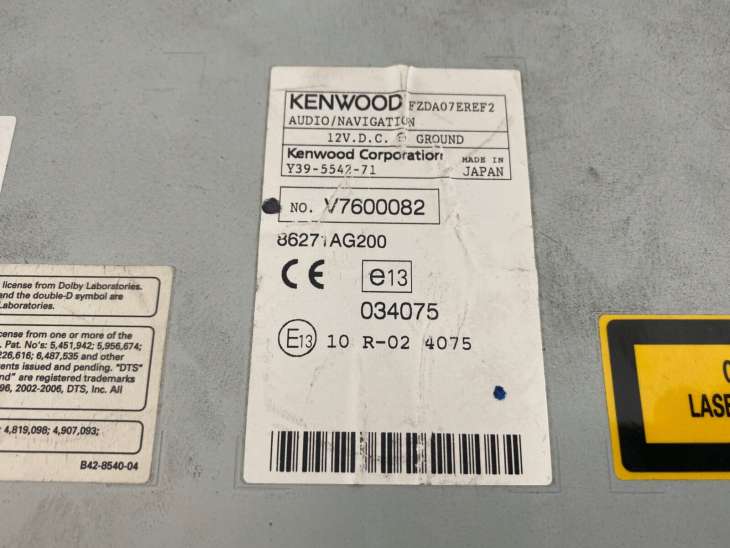 KENWOOD FZDA07EREF2
AUDIO/NAVIGATION
12V.D.C. ⊖ GROUND
Kenwood Corporation MADE IN
Y39-5542-71 JAPAN
NO. V7600082
86271AG200
CE e13
034075
E13 10 R-02 4075
license from Dolby Laboratories.
and the double-D symbol are
Laboratories.
license from one or more of the
Pat. No's: 5,451,942; 5,956,674;
226,616; 6,487,535 and other
issued and pending. "DTS"
are registered trademarks
96, 2002-2006, DTS, Inc. All
4,819,098; 4,907,093;
B42-8540-04
LASE